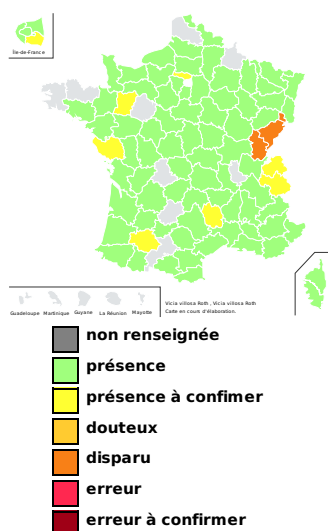 Île-de-France
Vicia villosa Roth , Vicia villosa Roth
Carte en cours d'élaboration.
Guadeloupe Martinique Guyane La Réunion Mayotte
non renseignée
présence
présence à confimer
douteux
disparu
erreur
erreur à confirmer